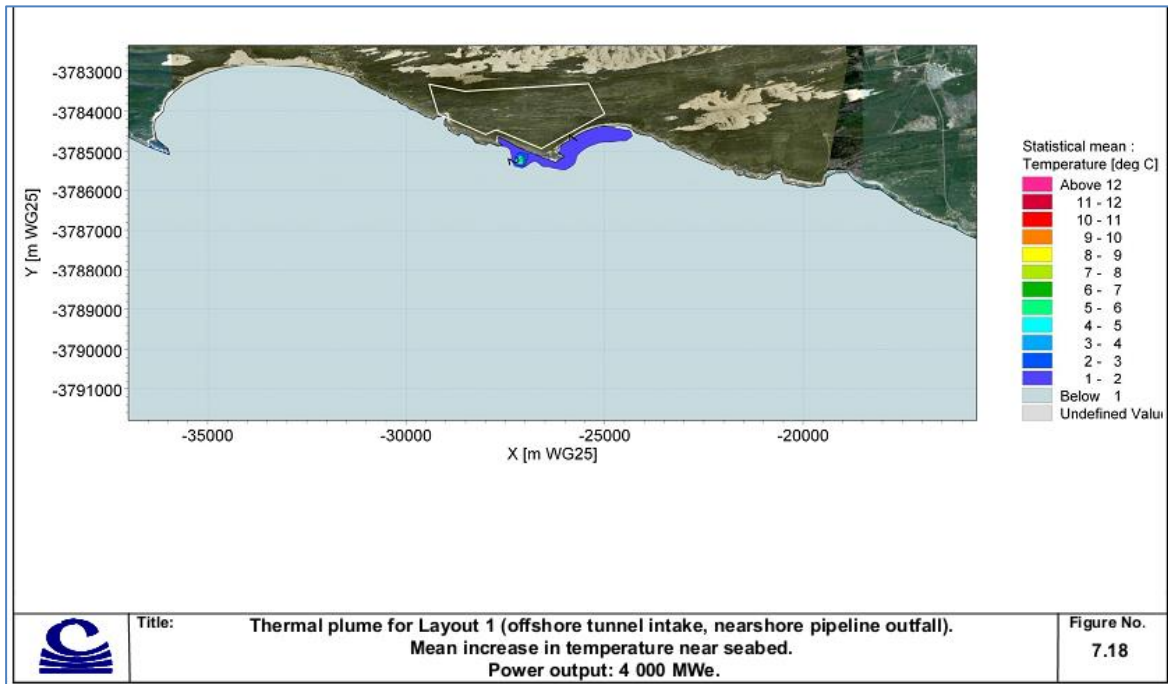 -3783000
-3784000
-3785000
-3786000
-3787000
-3788000
-3789000
-3790000
-3791000
Y [m WG25]
-35000 -30000 -25000 -20000
X [m WG25]
Statistical mean :
Temperature [deg C]
Above 12
11 - 12
10 - 11
9 - 10
8 - 9
7 - 8
6 - 7
5 - 6
4 - 5
3 - 4
2 - 3
1 - 2
Below 1
Undefined Valu
Title:
Thermal plume for Layout 1 (offshore tunnel intake, nearshore pipeline outfall).
Mean increase in temperature near seabed.
Power output: 4 000 MWe.
Figure No.
7.18